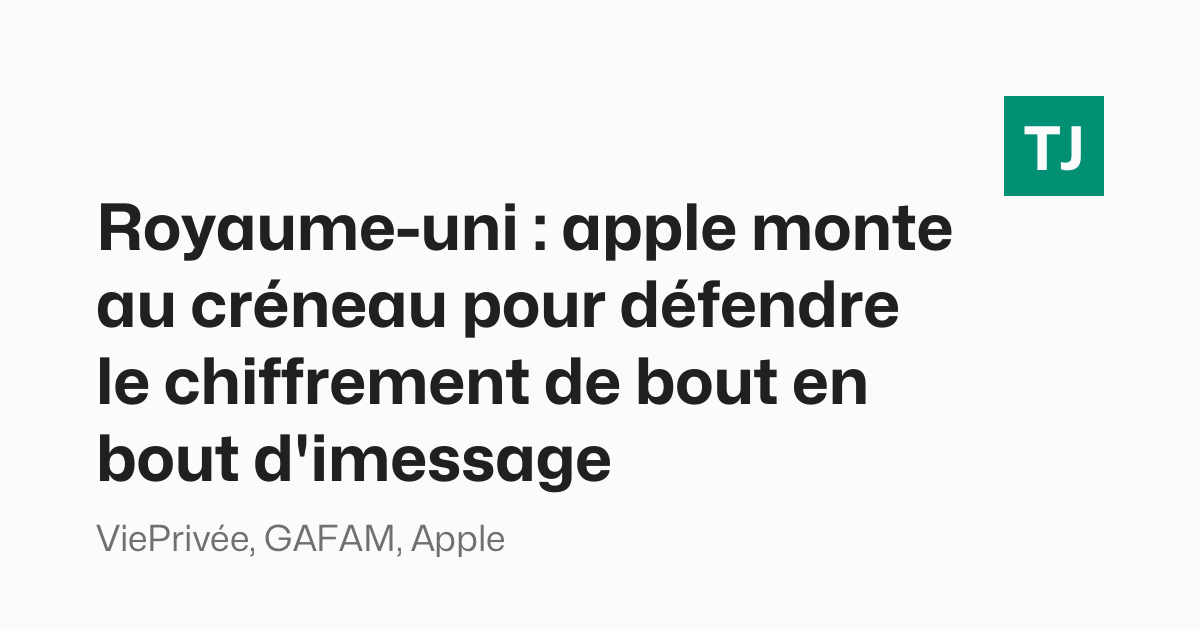 TJ
Royaume-uni : apple monte
au créneau pour défendre
le chiffrement de bout en
bout d'imessage
ViePrivée, GAFAM, Apple